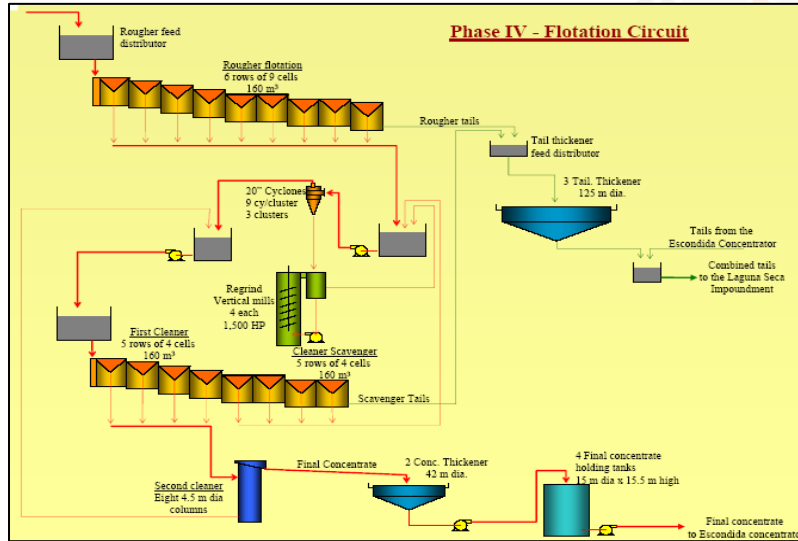 Phase IV - Flotation Circuit
Rougher feed
distributor
Rougher flotation
6 rows of 9 cells
160 m³
Rougher tails
Tail thickener
feed distributor
3 Tail. Thickener
125 m dia.
Tails from the
Escondida Concentrator
Combined tails
to the Laguna Seca
Impoundment
20" Cyclones
9 cy/cluster
3 clusters
Regrind
Vertical mills
4 each
1,500 HP
First Cleaner
5 rows of 4 cells
160 m³
Cleaner Scavenger
5 rows of 4 cells
160 m³
Scavenger Tails
Second cleaner
Eight 4.5 m dia
columns
Final Concentrate
2 Conc. Thickener
42 m dia.
4 Final concentrate
holding tanks
15 m dia x 15.5 m high
Final concentrate
to Escondida concentrato